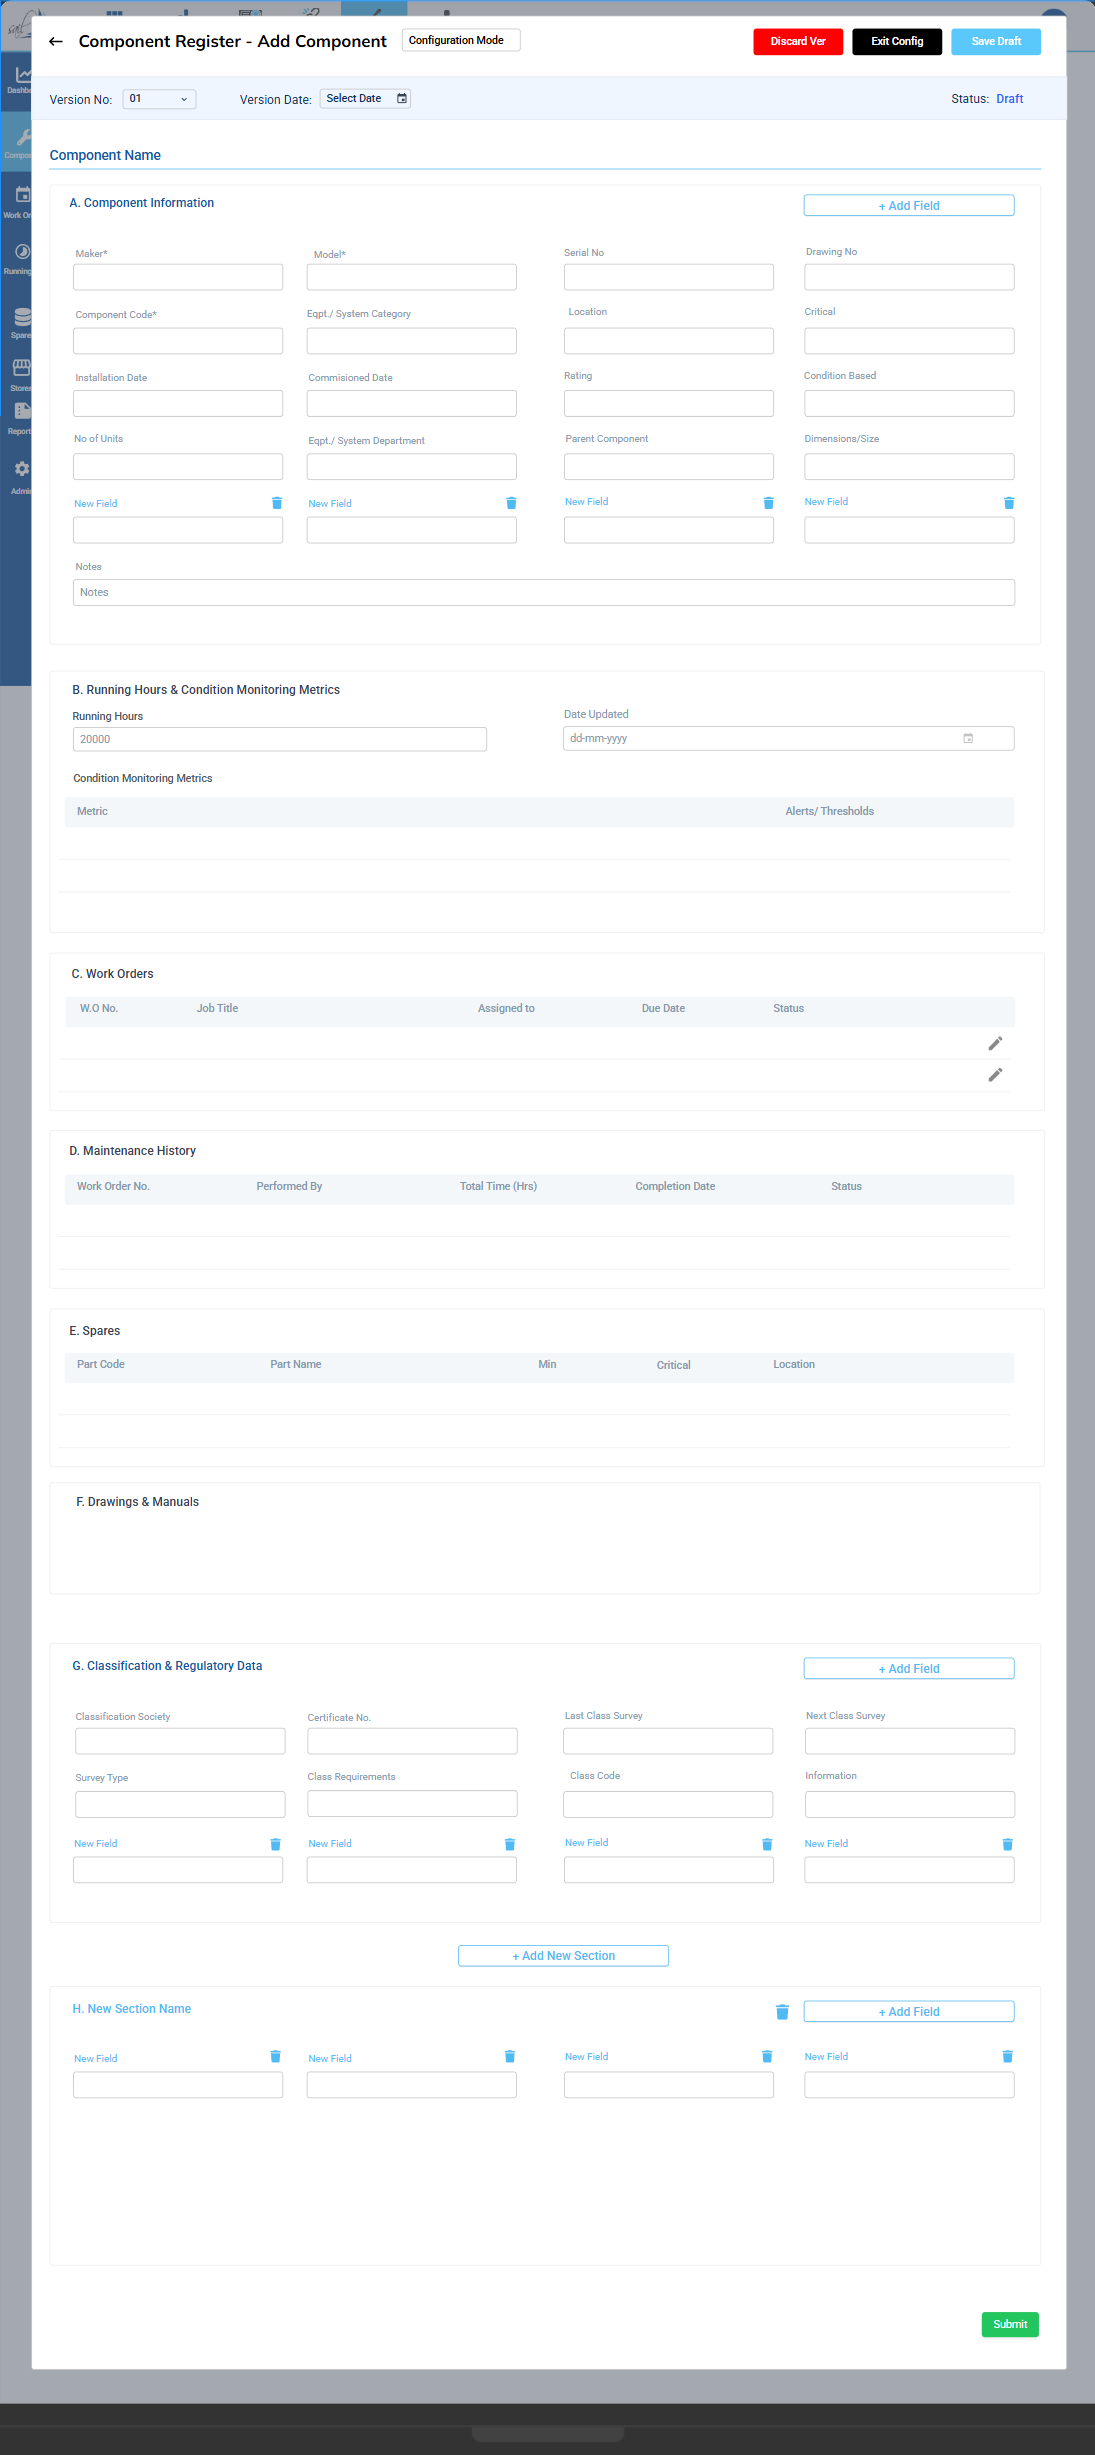 sail
Component Register - Add Component
Configuration Mode
Discard Ver
Exit Config
Save Draft
Version No:
01
Version Date:
Select Date
Status: Draft
Component Name
A. Component Information
+ Add Field
Maker*
Model*
Serial No
Drawing No
Component Code*
Eqpt./ System Category
Location
Critical
Installation Date
Commisioned Date
Rating
Condition Based
No of Units
Eqpt./ System Department
Parent Component
Dimensions/Size
New Field
New Field
New Field
New Field
Notes
Notes
B. Running Hours & Condition Monitoring Metrics
Running Hours
Date Updated
20000
dd-mm-yyyy
Condition Monitoring Metrics
Metric
Alerts/ Thresholds
C. Work Orders
W.O No.
Job Title
Assigned to
Due Date
Status
D. Maintenance History
Work Order No.
Performed By
Total Time (Hrs)
Completion Date
Status
E. Spares
Part Code
Part Name
Min
Critical
Location
F. Drawings & Manuals
G. Classification & Regulatory Data
+ Add Field
Classification Society
Certificate No.
Last Class Survey
Next Class Survey
Survey Type
Class Requirements
Class Code
Information
New Field
New Field
New Field
New Field
+ Add New Section
H. New Section Name
+ Add Field
New Field
New Field
New Field
New Field
Submit
Running
Report